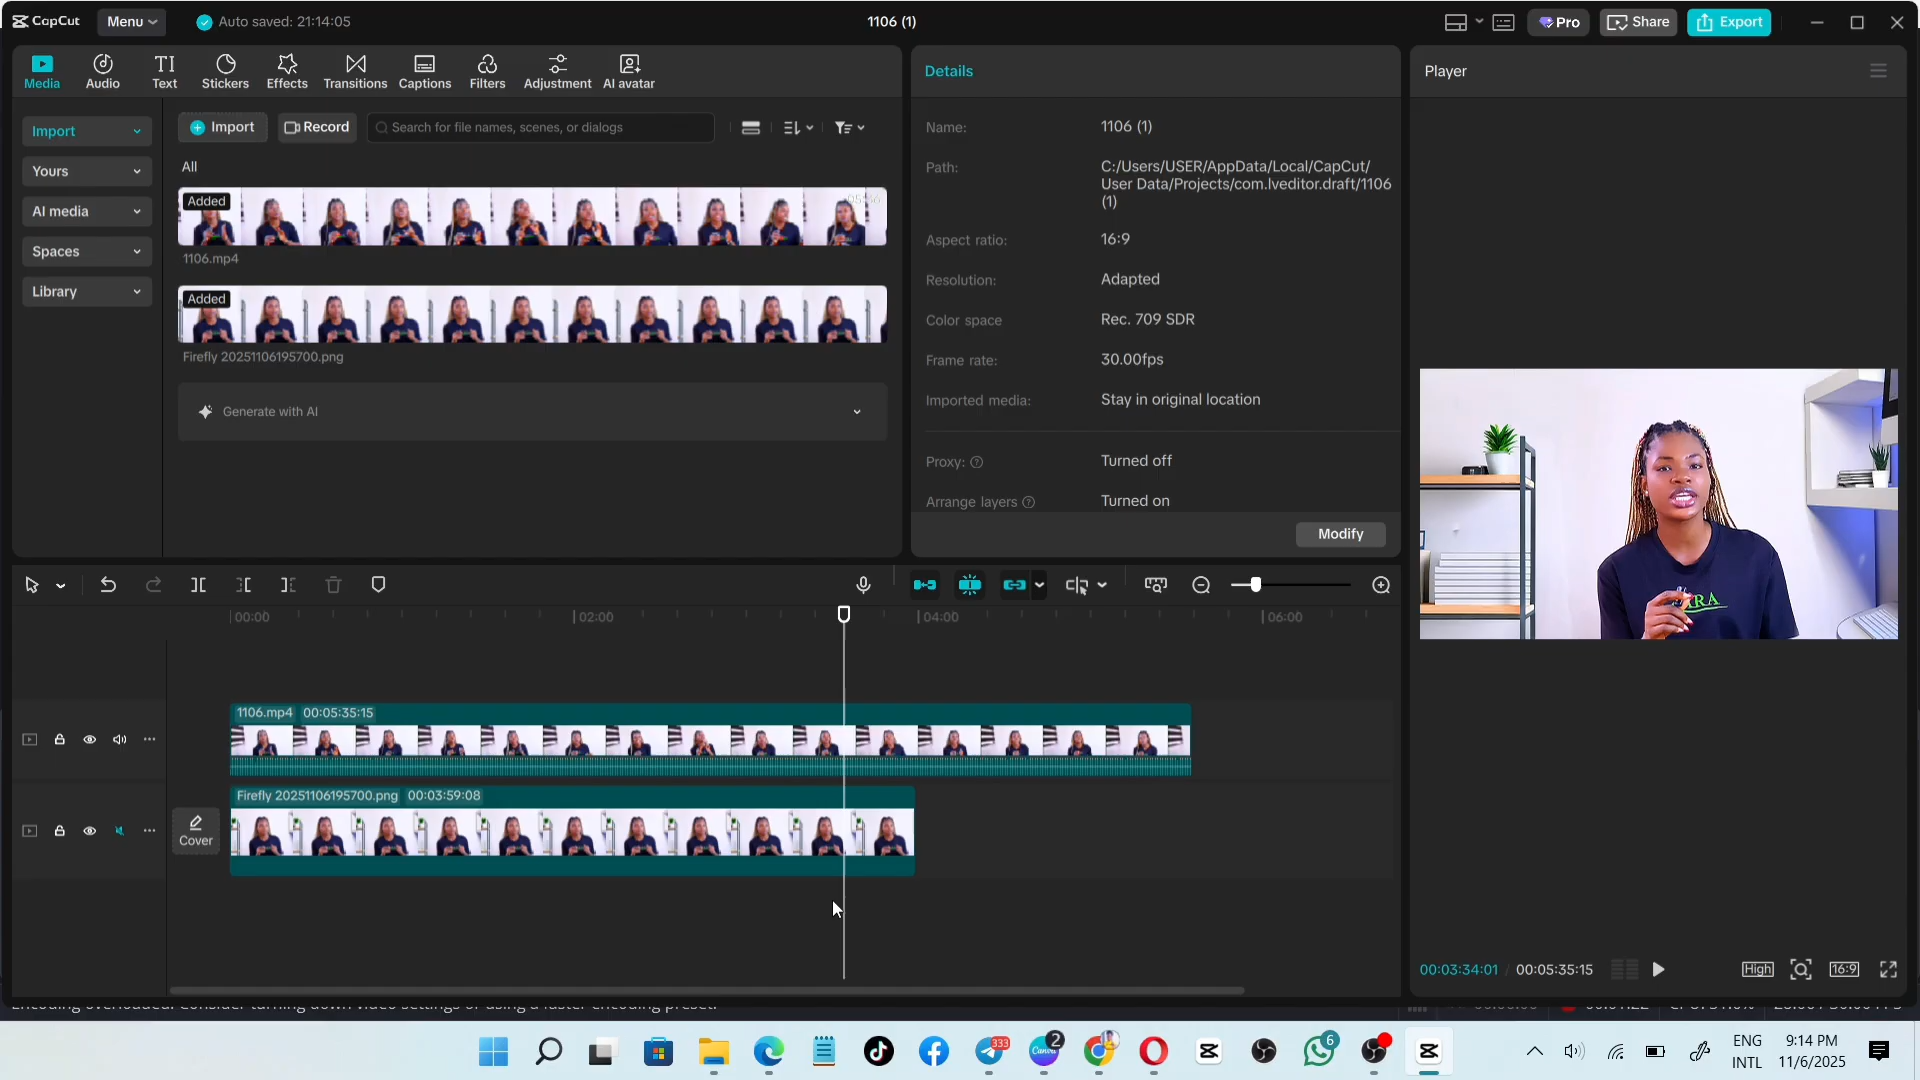 CapCut Menu Auto saved: 21:14:05 1106 (1) Pro Share Export
Media Audio Text Stickers Effects Transitions Captions Filters Adjustment AI avatar
Import
Yours
AI media
Spaces
Library
Import Record Search for file names, scenes, or dialogs
All
Added
1106.mp4
Added
Firefly 20251106195700.png
Generate with AI
Details
Name: 1106 (1)
Path: C:/Users/USER/AppData/Local/CapCut/
User Data/Projects/com.lveditor.draft/1106
(1)
Aspect ratio: 16:9
Resolution: Adapted
Color space Rec. 709 SDR
Frame rate: 30.00fps
Imported media: Stay in original location
Proxy: Turned off
Arrange layers Turned on
Modify
Player
00:03:34:01 / 00:05:35:15 High 16:9
00:00 02:00 04:00 06:00
1106.mp4 00:05:35:15
Cover
Firefly 20251106195700.png 00:03:59:08
333 Canva 2 6
ENG
INTL
9:14 PM
11/6/2025